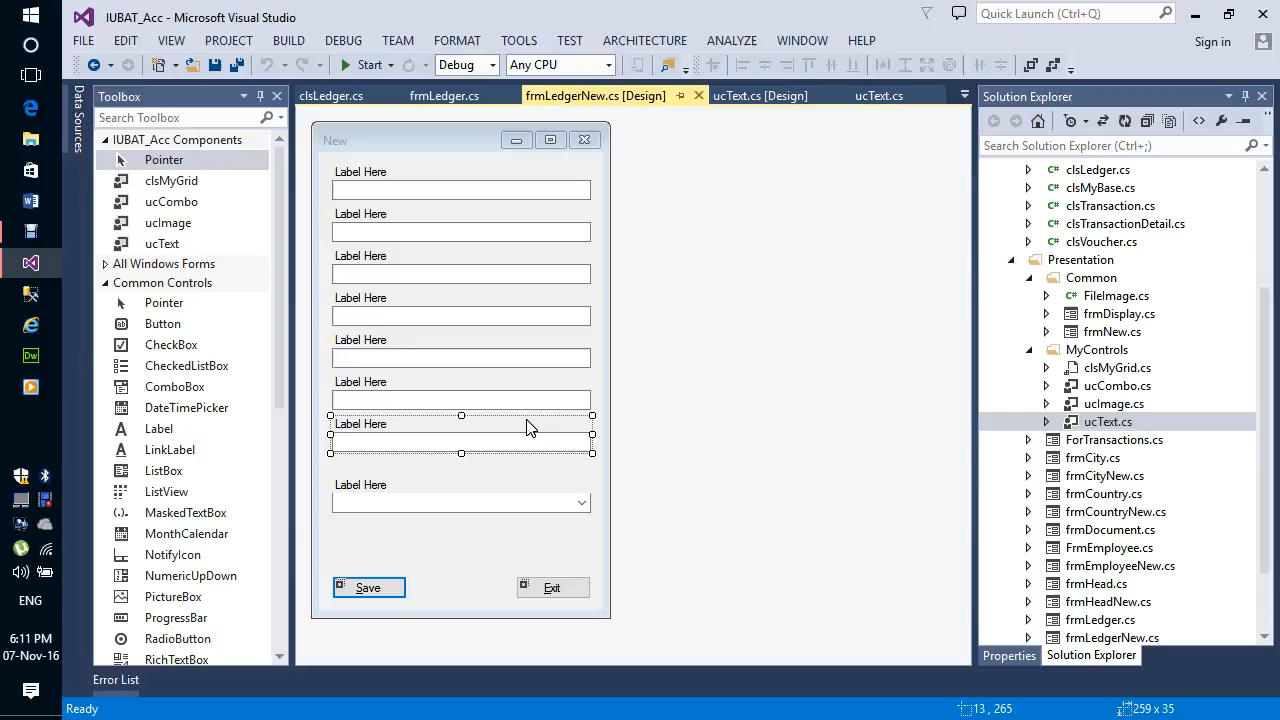 IUBAT_Acc - Microsoft Visual Studio
Quick Launch (Ctrl+Q)
FILE EDIT VIEW PROJECT BUILD DEBUG TEAM FORMAT TOOLS TEST ARCHITECTURE ANALYZE WINDOW HELP
Sign in
Start Debug Any CPU
Data Sources
Toolbox
Search Toolbox
IUBAT_Acc Components
Pointer
clsMyGrid
ucCombo
ucImage
ucText
All Windows Forms
Common Controls
Pointer
Button
CheckBox
CheckedListBox
ComboBox
DateTimePicker
Label
LinkLabel
ListBox
ListView
MaskedTextBox
MonthCalendar
NotifyIcon
NumericUpDown
PictureBox
ProgressBar
RadioButton
RichTextBox
clsLedger.cs frmLedger.cs frmLedgerNew.cs [Design] ucText.cs [Design] ucText.cs
New
Label Here
Label Here
Label Here
Label Here
Label Here
Label Here
Label Here
Label Here
Save Exit
Solution Explorer
Search Solution Explorer (Ctrl+;)
clsLedger.cs
clsMyBase.cs
clsTransaction.cs
clsTransactionDetail.cs
clsVoucher.cs
Presentation
Common
FileImage.cs
frmDisplay.cs
frmNew.cs
MyControls
clsMyGrid.cs
ucCombo.cs
ucImage.cs
ucText.cs
ForTransactions.cs
frmCity.cs
frmCityNew.cs
frmCountry.cs
frmCountryNew.cs
frmDocument.cs
FrmEmployee.cs
frmEmployeeNew.cs
frmHead.cs
frmHeadNew.cs
frmLedger.cs
frmLedgerNew.cs
Properties Solution Explorer
Error List
Ready
13 , 265
259 x 35
Dw
ENG
6:11 PM
07-Nov-16